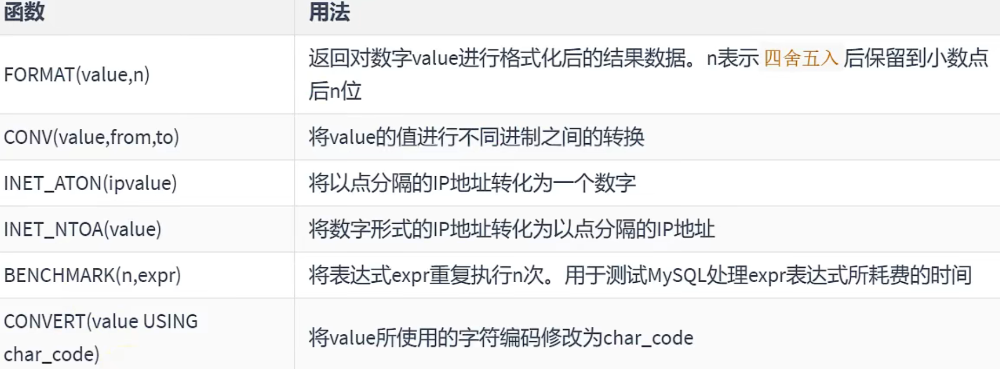 函数 用法
FORMAT(value,n) 返回对数字value进行格式化后的结果数据。n表示 四舍五入 后保留到小数点
后n位
CONV(value,from,to) 将value的值进行不同进制之间的转换
INET_ATON(ipvalue) 将以点分隔的IP地址转化为一个数字
INET_NTOA(value) 将数字形式的IP地址转化为以点分隔的IP地址
BENCHMARK(n,expr) 将表达式expr重复执行n次。用于测试MySQL处理expr表达式所耗费的时间
CONVERT(value USING
char_code) 将value所使用的字符编码修改为char_code